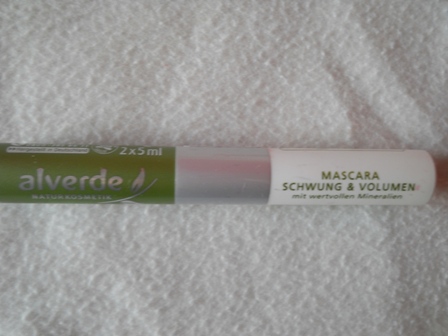 2x5ml
alverde
NATURKOSMETIK
MASCARA
SCHWUNG & VOLUMEN
mit wertvollen Mineralien